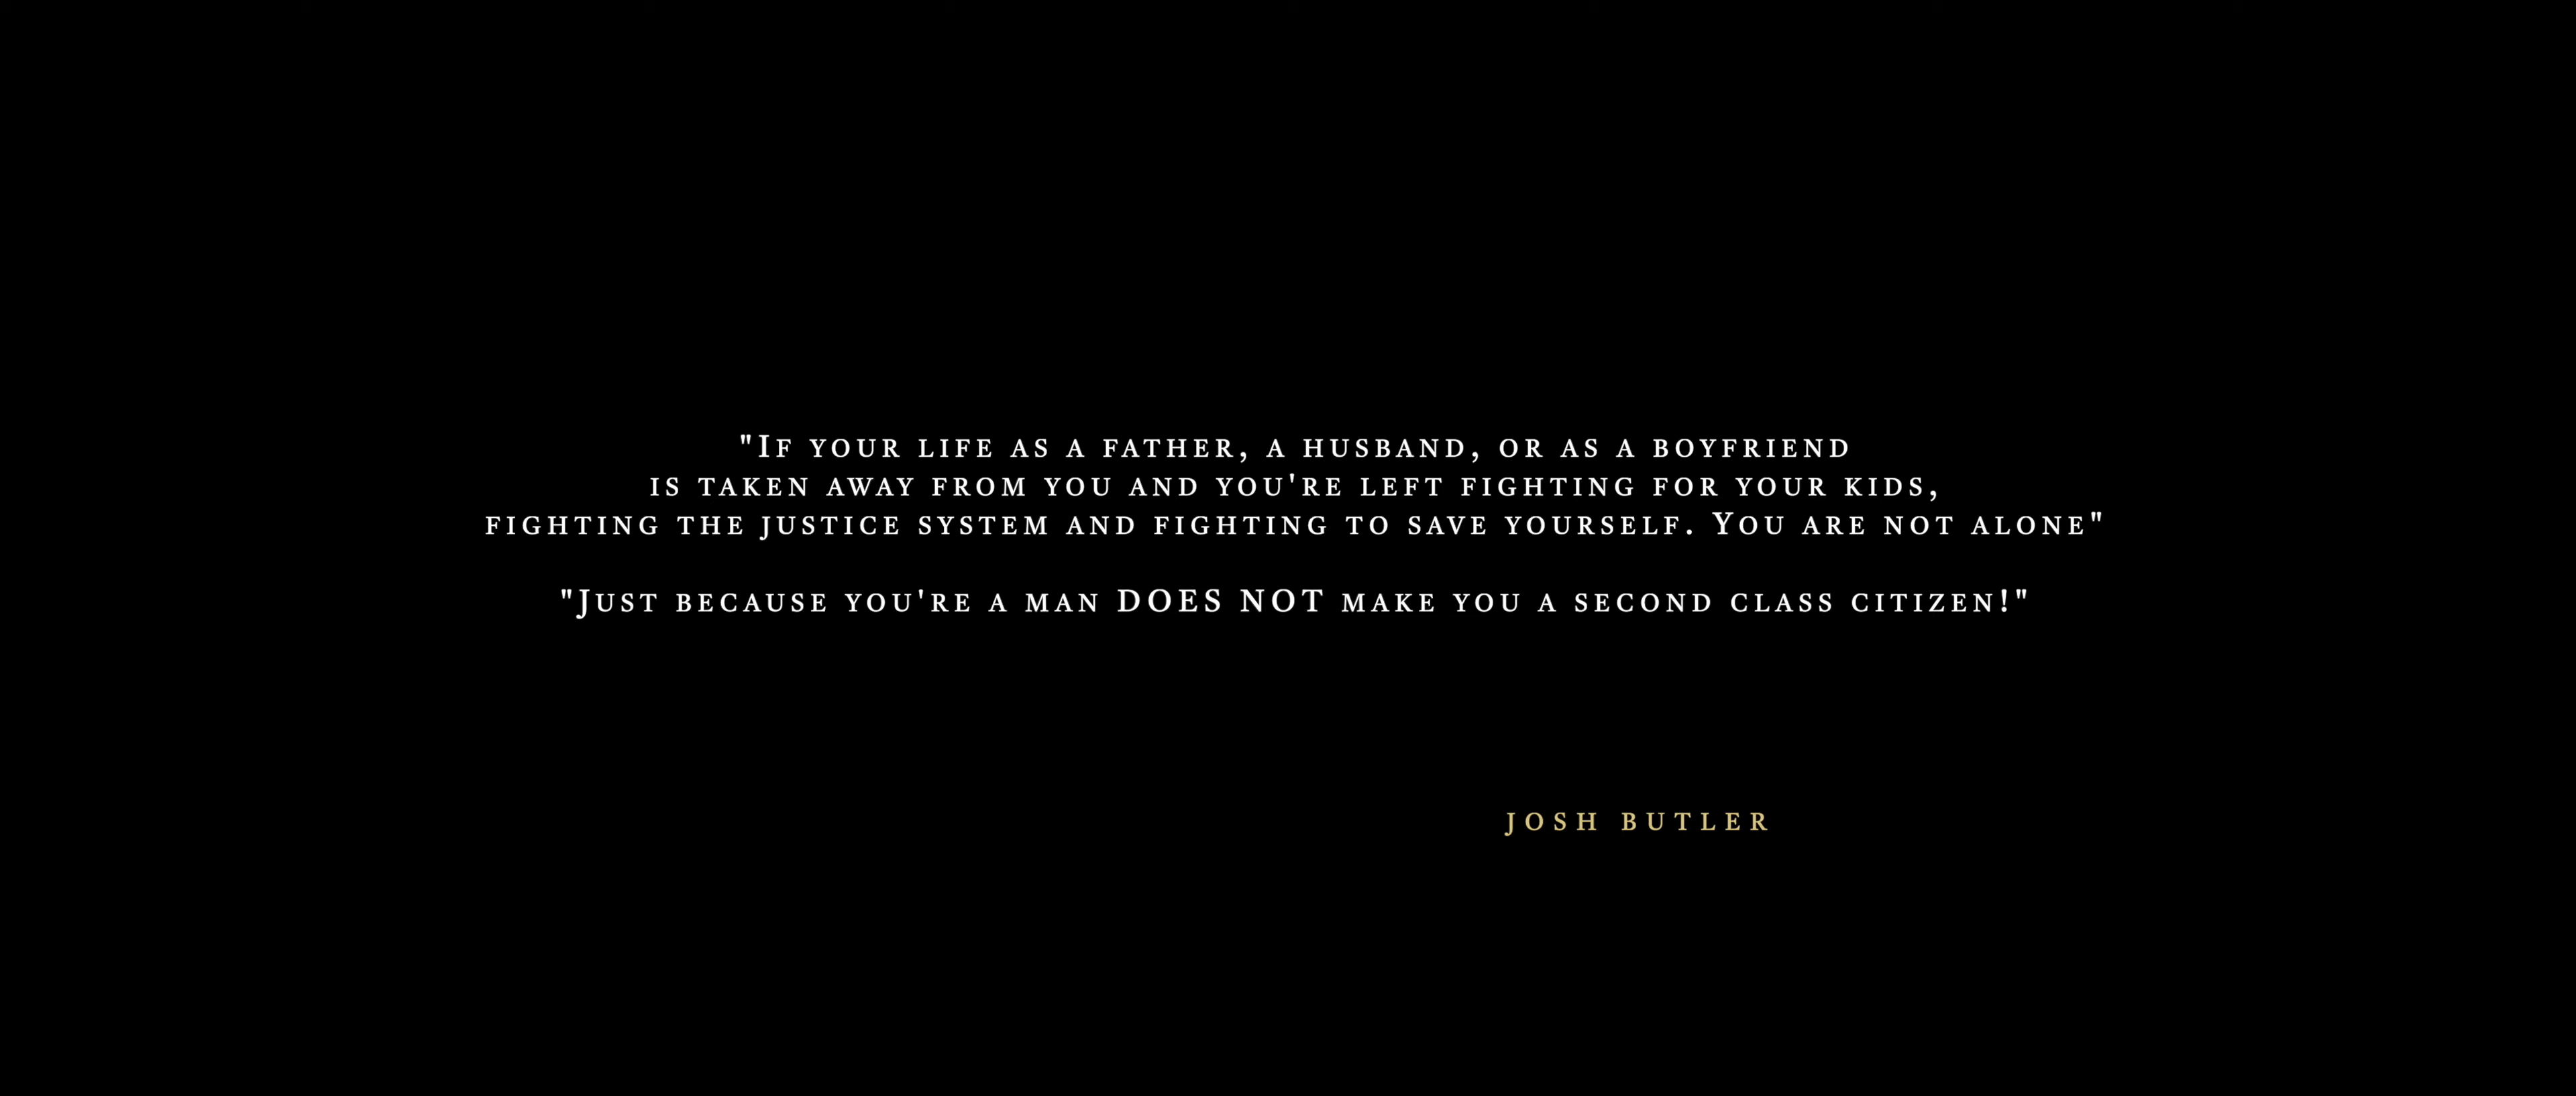 "If your life as a father, a husband, or as a boyfriend
is taken away from you and you're left fighting for your kids,
fighting the justice system and fighting to save yourself. You are not alone"
"Just because you're a man DOES NOT make you a second class citizen!"
JOSH BUTLER